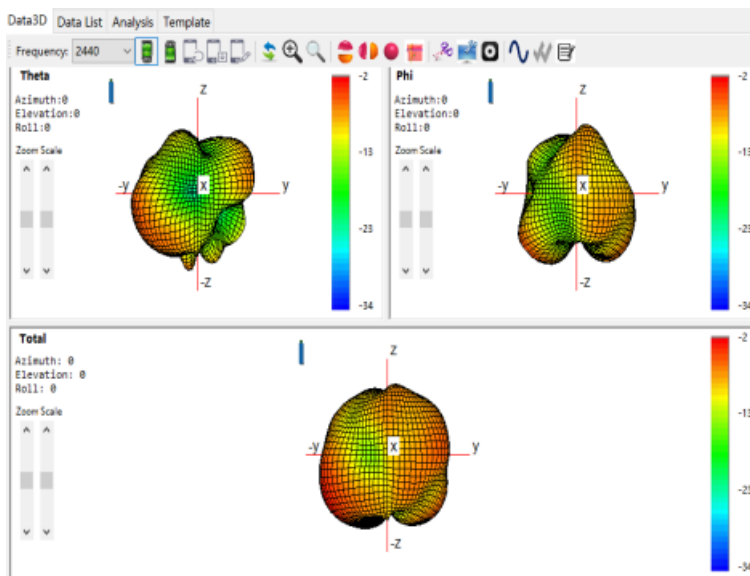 Data3D Data List Analysis Template
Frequency: 2440
Theta
Azimuth:0
Elevation:0
Roll:0
Zoom Scale
z
-y x y
-z
-2
-13
-23
-34
Phi
Azimuth:0
Elevation:0
Roll:0
Zoom Scale
z
-y x y
-z
-2
-13
-23
-34
Total
Azimuth: 0
Elevation: 0
Roll: 0
Zoom Scale
z
-y x y
-z
-2
-13
-23
-34